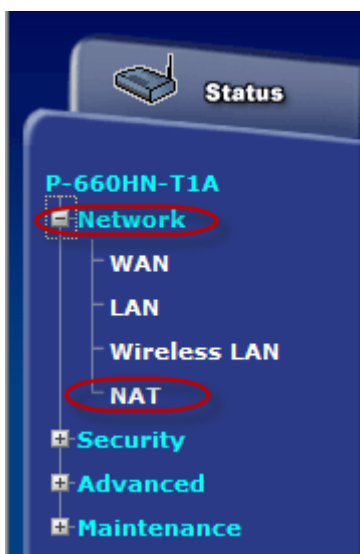 Status
P-660HN-T1A
Network
WAN
LAN
Wireless LAN
NAT
Security
Advanced
Maintenance